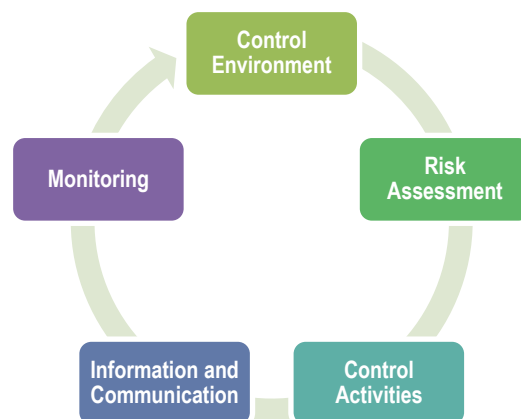 Control
Environment
Risk
Assessment
Control
Activities
Information and
Communication
Monitoring